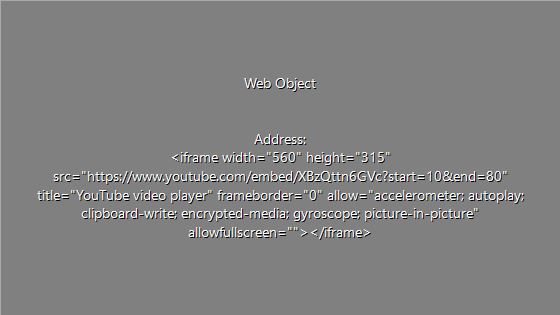 Web Object
Address:
<iframe width="560" height="315"
src="https://www.youtube.com/embed/XBzQttn6GVc?start=10&end=80"
title="YouTube video player" frameborder="0" allow="accelerometer; autoplay;
clipboard-write; encrypted-media; gyroscope; picture-in-picture"
allowfullscreen=""></iframe>